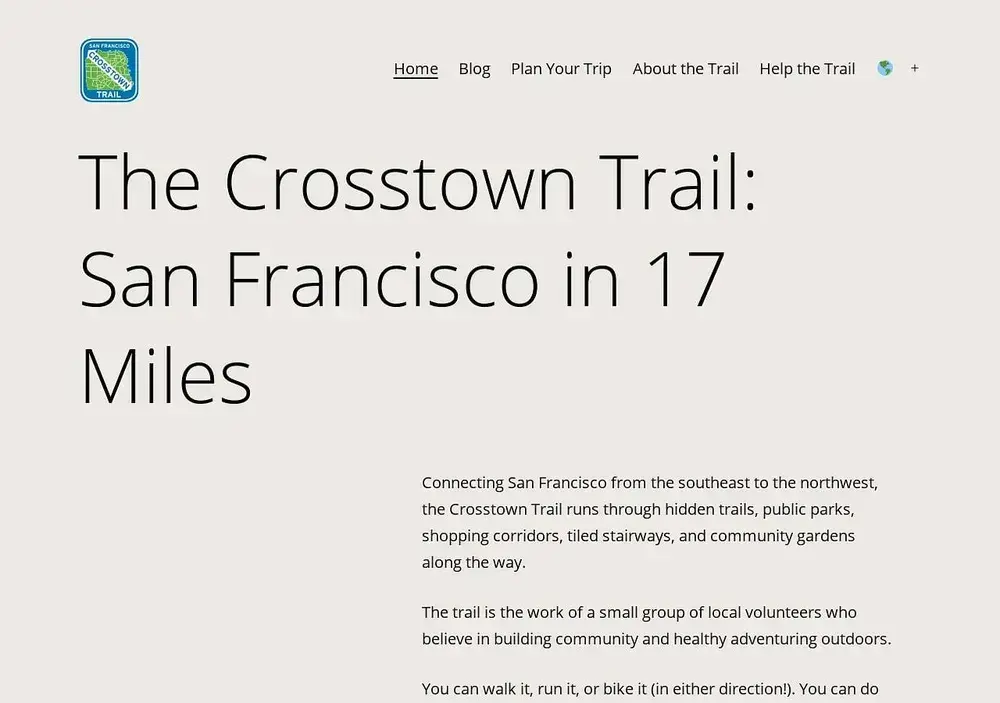 SAN FRANCISCO
CROSSTOWN
TRAIL
Home Blog Plan Your Trip About the Trail Help the Trail +
The Crosstown Trail:
San Francisco in 17
Miles
Connecting San Francisco from the southeast to the northwest,
the Crosstown Trail runs through hidden trails, public parks,
shopping corridors, tiled stairways, and community gardens
along the way.
The trail is the work of a small group of local volunteers who
believe in building community and healthy adventuring outdoors.
You can walk it, run it, or bike it (in either direction!). You can do